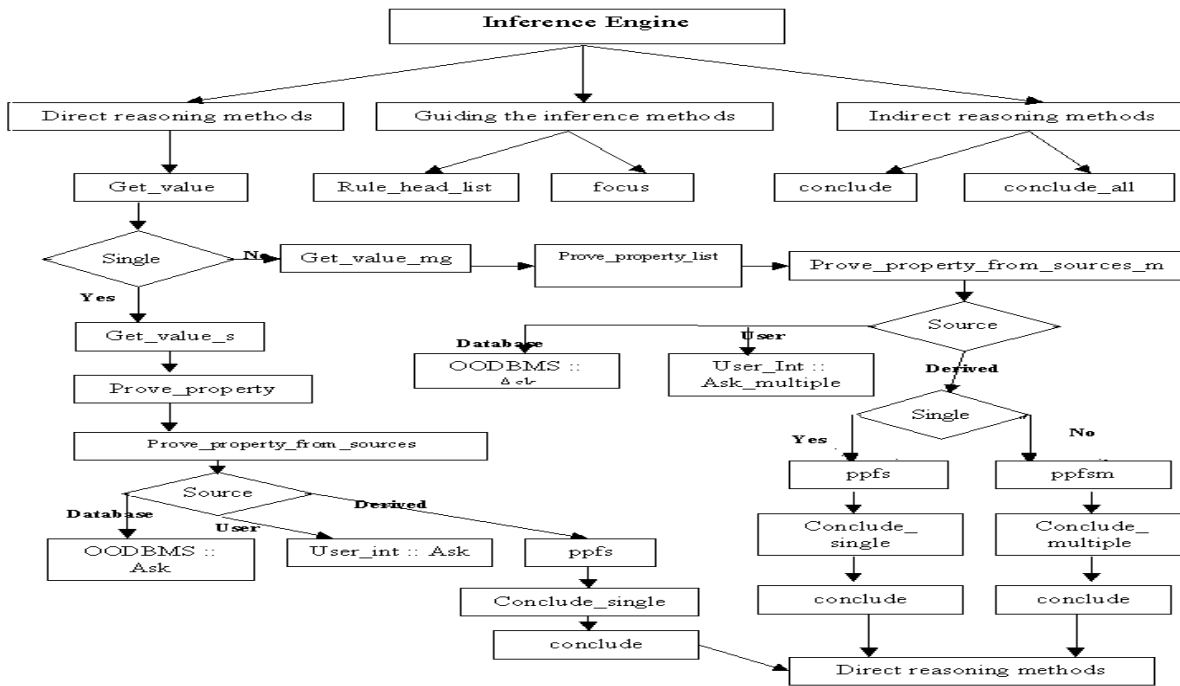 Inference Engine
Direct reasoning methods
Guiding the inference methods
Indirect reasoning methods
Get_value
Rule_head_list
focus
conclude
conclude_all
Single
No
Get_value_mg
Prove_property_list
Prove_property_from_sources_m
Yes
Get_value_s
Source
Database
User
Derived
OODBMS ::
Ask
User_Int ::
Ask_multiple
Prove_property
Single
Prove_property_from_sources
Yes
No
ppfs
ppfsm
Source
Database
User
Derived
Conclude_
single
Conclude_
multiple
OODBMS ::
Ask
User_int :: Ask
ppfs
Conclude_single
conclude
conclude
conclude
Direct reasoning methods